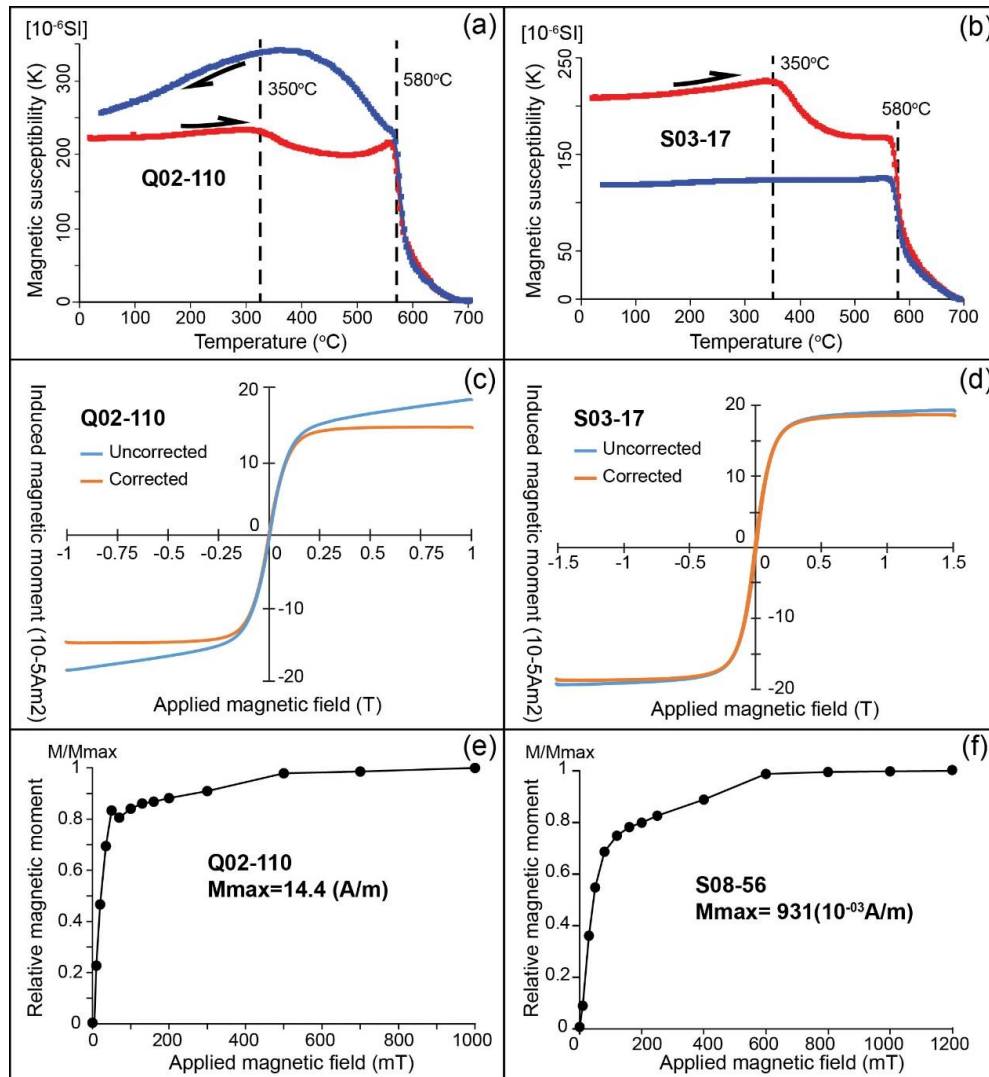 [10⁻⁶SI]
(a)
Magnetic susceptibility (K)
300
200
100
0
350°C
580°C
Q02-110
0 100 200 300 400 500 600 700
Temperature (°C)
[10⁻⁶SI]
(b)
Magnetic susceptibility (K)
250
150
50
0
350°C
580°C
S03-17
0 100 200 300 400 500 600 700
Temperature (°C)
(c)
Induced magnetic moment (10-5Am2)
Q02-110
Uncorrected
Corrected
20
10
0
-10
-20
-1 -0.75 -0.5 -0.25 0.25 0.75 1
Applied magnetic field (T)
(d)
Induced magnetic moment (10-5Am2)
S03-17
Uncorrected
Corrected
20
10
0
-10
-20
-1.5 -1 -0.5 0 0.5 1 1.5
Applied magnetic field (T)
(e)
M/Mmax
Relative magnetic moment
1
0.8
0.6
0.4
0.2
0
Q02-110
Mmax=14.4 (A/m)
0 200 400 600 800 1000
Applied magnetic field (mT)
(f)
M/Mmax
Relative magnetic moment
1
0.8
0.6
0.4
0.2
0
S08-56
Mmax= 931(10⁻⁰³A/m)
0 200 400 600 800 1000 1200
Applied magnetic field (mT)